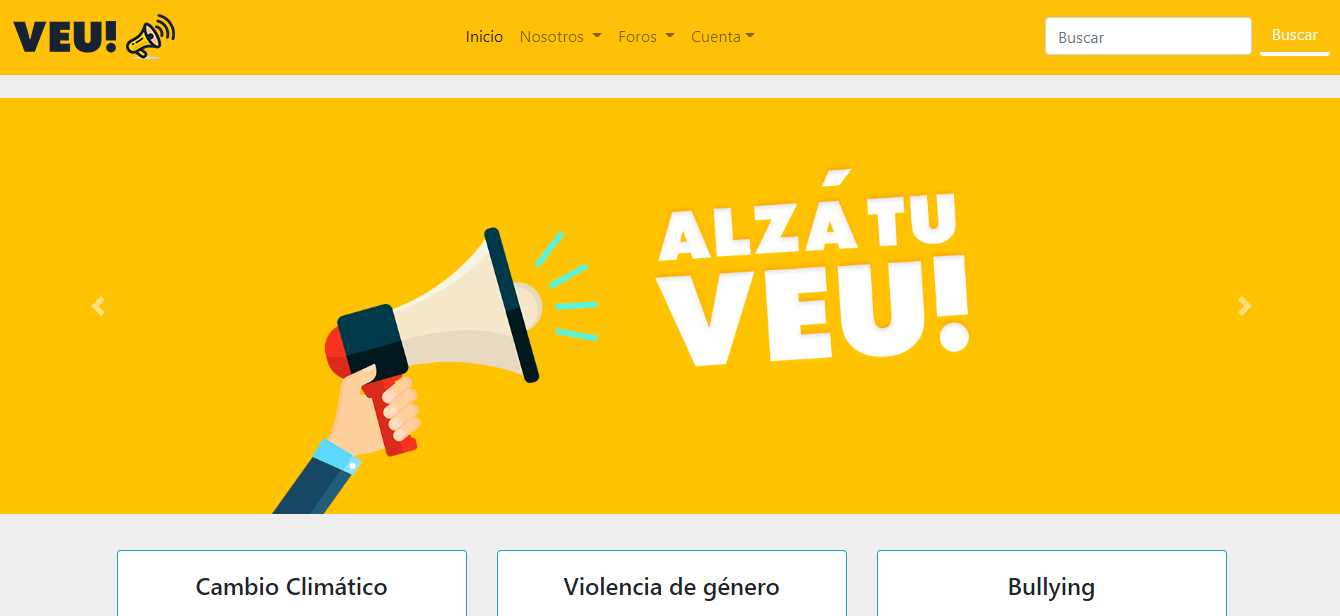 VEU!
Inicio Nosotros Foros Cuenta
Buscar
Buscar
ALZÁ TU
VEU!
Cambio Climático
Violencia de género
Bullying